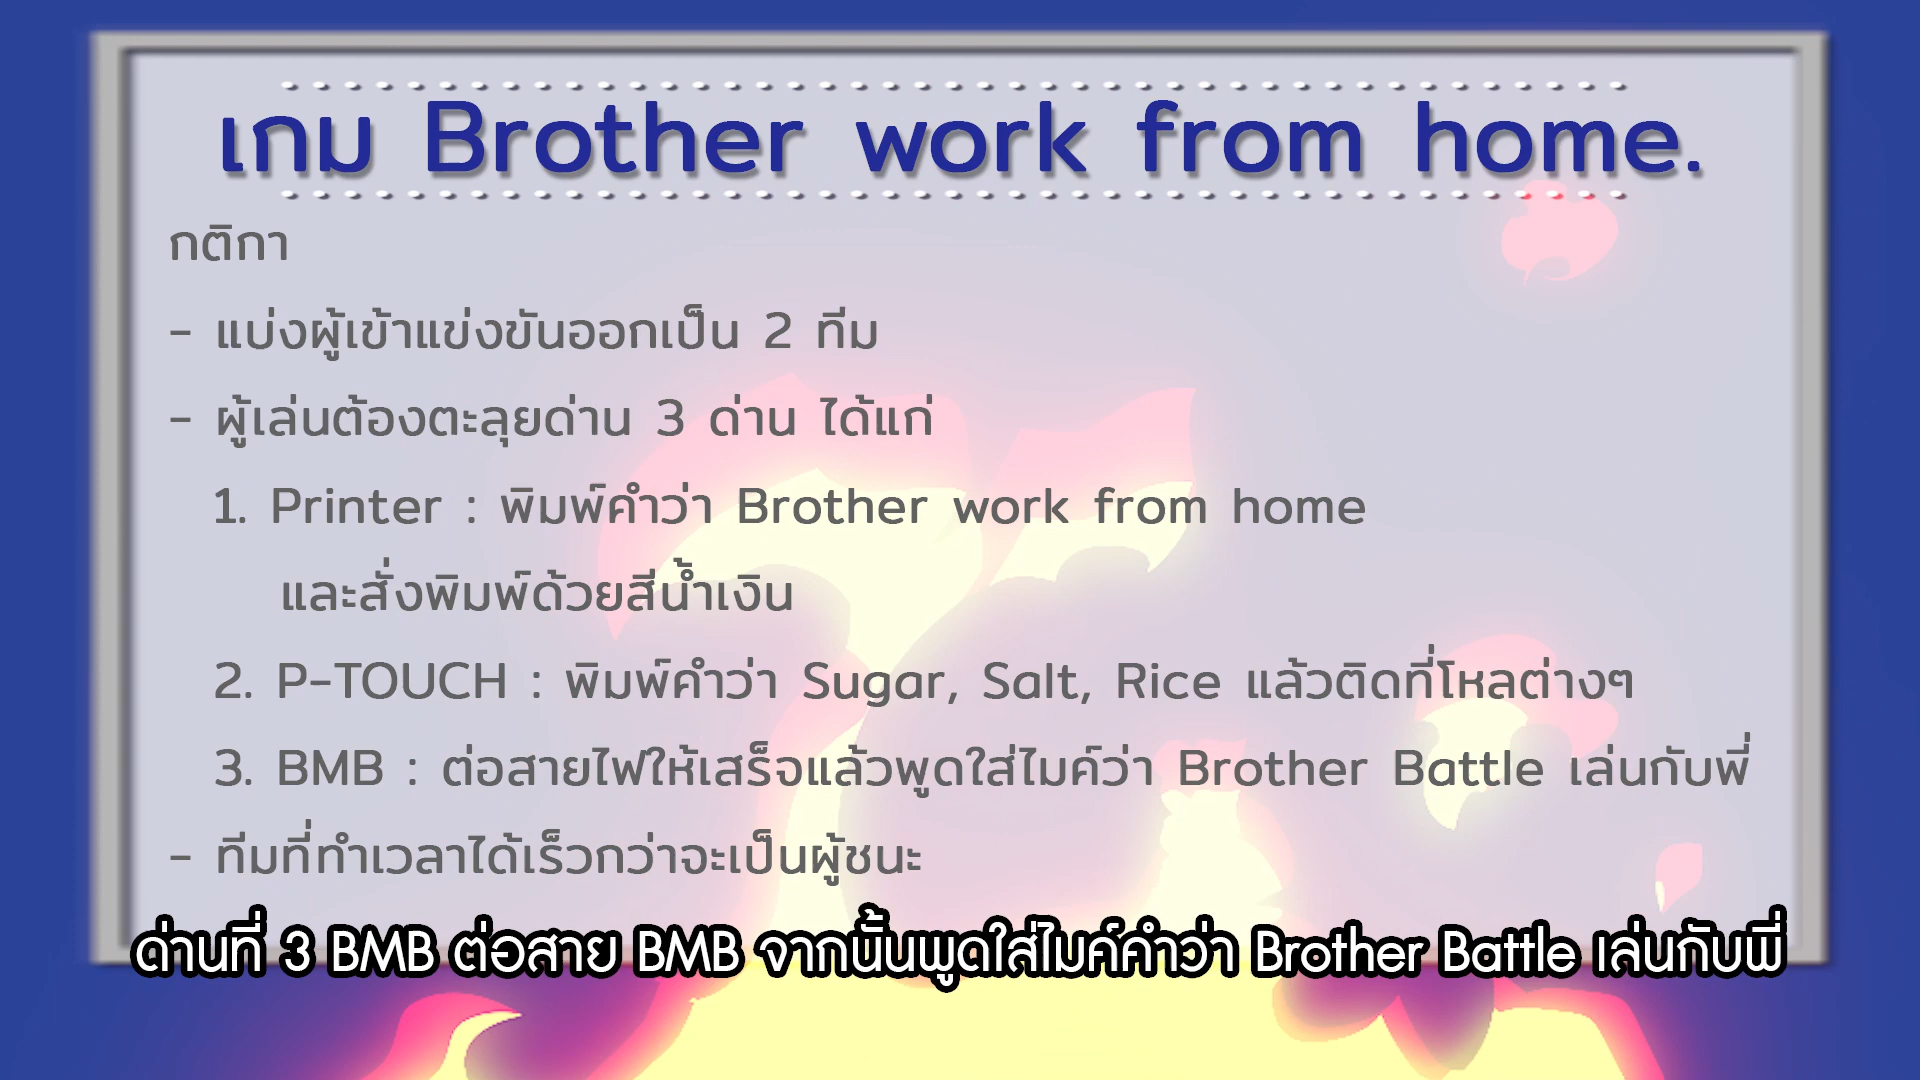 เกม Brother work from home.
กติกา
- แบ่งผู้เข้าแข่งขันออกเป็น 2 ทีม
- ผู้เล่นต้องตะลุยด่าน 3 ด่าน ได้แก่
1. Printer : พิมพ์คำว่า Brother work from home
และสั่งพิมพ์ด้วยสีน้ำเงิน
2. P-TOUCH : พิมพ์คำว่า Sugar, Salt, Rice แล้วติดที่โหลต่างๆ
3. BMB : ต่อสายไฟให้เสร็จแล้วพูดใส่ไมค์ว่า Brother Battle เล่นกับพี่
- ทีมที่ทำเวลาได้เร็วกว่าจะเป็นผู้ชนะ
ด่านที่ 3 BMB ต่อสาย BMB จากนั้นพูดใส่ไมค์คำว่า Brother Battle เล่นกับพี่